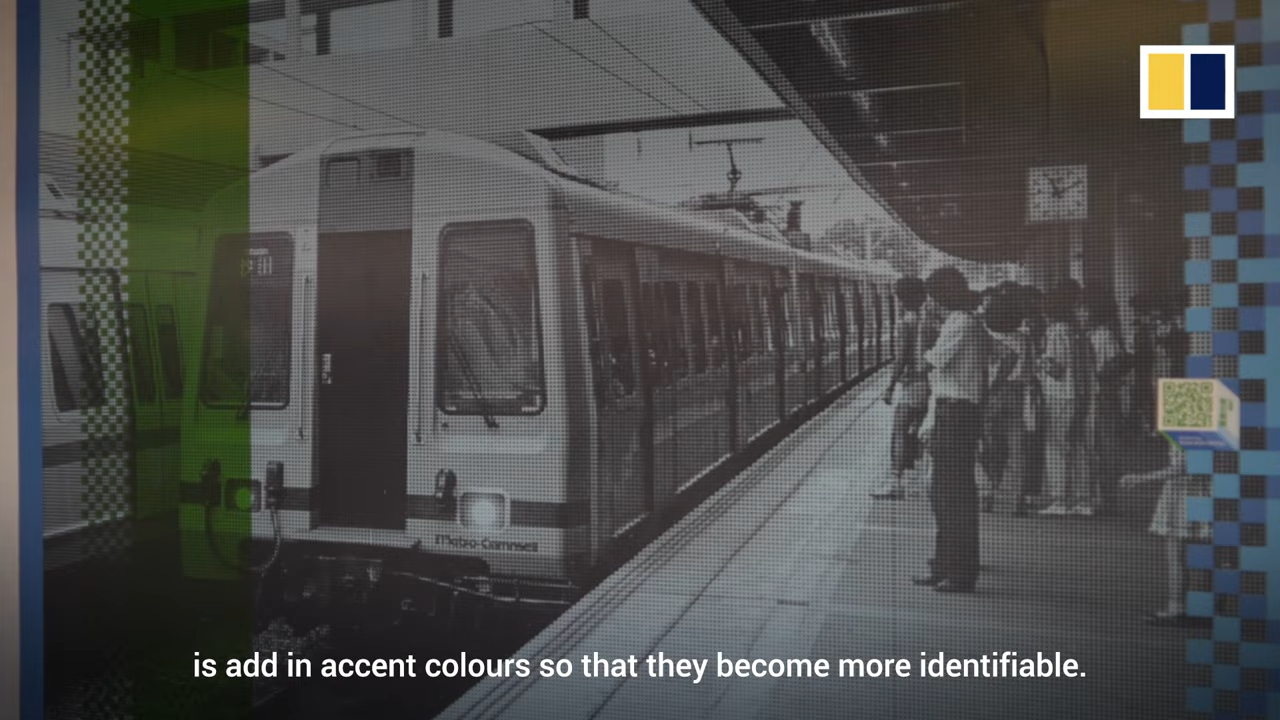 Metro-Cammell
is add in accent colours so that they become more identifiable.